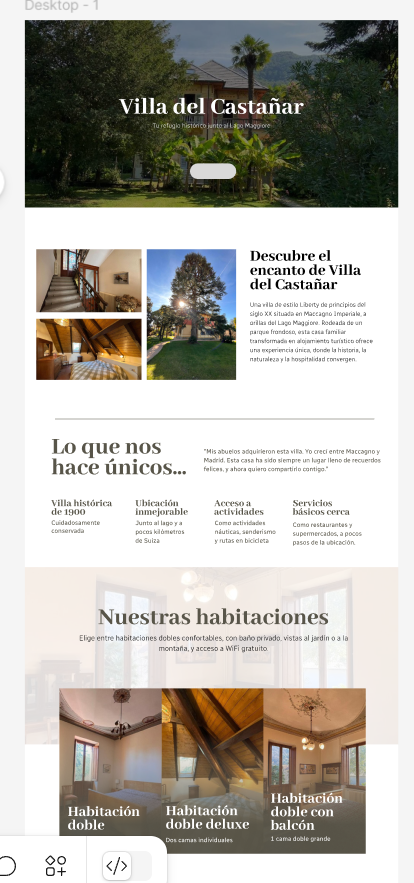 Desktop - 1
Villa del Castañar
Tu refugio histórico junto al Lago Maggiore
Descubre el
encanto de Villa
del Castañar
Una villa de estilo Liberty de principios del
siglo XX situada en Maccagno Imperiale, a
orillas del Lago Maggiore. Rodeada de un
parque frondoso, esta casa familiar
transformada en alojamiento turístico ofrece
una experiencia única, donde la historia, la
naturaleza y la hospitalidad convergen.
Lo que nos
hace únicos...
"Mis abuelos adquirieron esta villa. Yo crecí entre Maccagno y
Madrid. Esta casa ha sido siempre un lugar lleno de recuerdos
felices, y ahora quiero compartirlo contigo."
Villa histórica
de 1900
Cuidadosamente
conservada
Ubicación
inmejorable
Junto al lago y a
pocos kilómetros
de Suiza
Acceso a
actividades
Como actividades
náuticas, senderismo
y rutas en bicicleta
Servicios
básicos cerca
Como restaurantes y
supermercados, a pocos
pasos de la ubicación.
Nuestras habitaciones
Elige entre habitaciones dobles confortables, con baño privado, vistas al jardín o a la
montaña, y acceso a WiFi gratuito.
Habitación
doble
Habitación
doble deluxe
Dos camas individuales
Habitación
doble con
balcón
1 cama doble grande